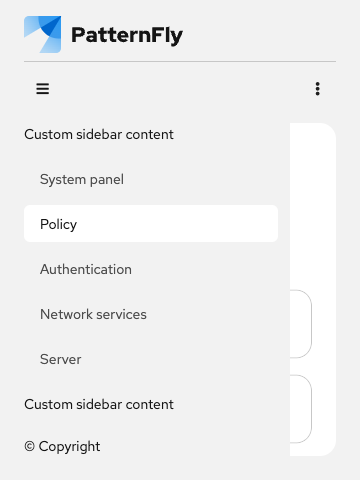 PatternFly
Custom sidebar content
System panel
Policy
Authentication
Network services
Server
Custom sidebar content
© Copyright